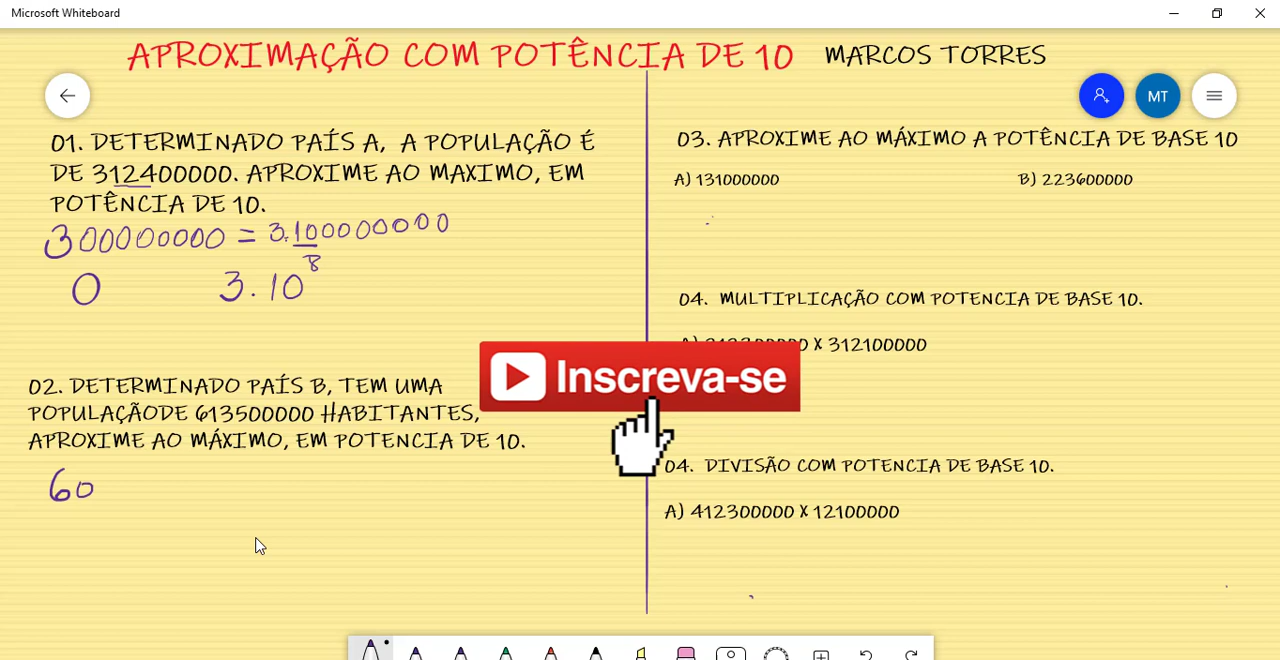 Microsoft Whiteboard
APROXIMAÇÃO COM POTÊNCIA DE 10 MARCOS TORRES
MT
01. DETERMINADO PAÍS A, A POPULAÇÃO É
DE 312400000. APROXIME AO MAXIMO, EM
POTÊNCIA DE 10.
300000000 = 3.100000000
0 3.10⁸
02. DETERMINADO PAÍS B, TEM UMA
POPULAÇÃODE 613500000 HABITANTES,
APROXIME AO MÁXIMO, EM POTENCIA DE 10.
60
03. APROXIME AO MÁXIMO A POTÊNCIA DE BASE 10
A) 131000000 B) 223600000
04. MULTIPLICAÇÃO COM POTENCIA DE BASE 10.
X 312100000
Inscreva-se
04. DIVISÃO COM POTENCIA DE BASE 10.
A) 412300000 X 12100000